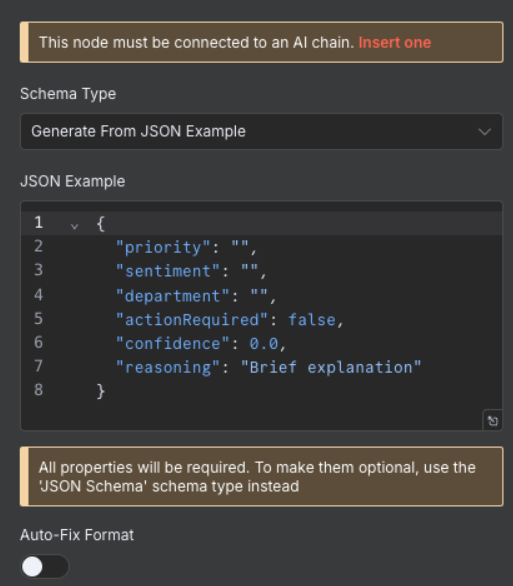 This node must be connected to an AI chain. Insert one
Schema Type
Generate From JSON Example
JSON Example
1 {
2 "priority": "",
3 "sentiment": "",
4 "department": "",
5 "actionRequired": false,
6 "confidence": 0.0,
7 "reasoning": "Brief explanation"
8 }
All properties will be required. To make them optional, use the
'JSON Schema' schema type instead
Auto-Fix Format